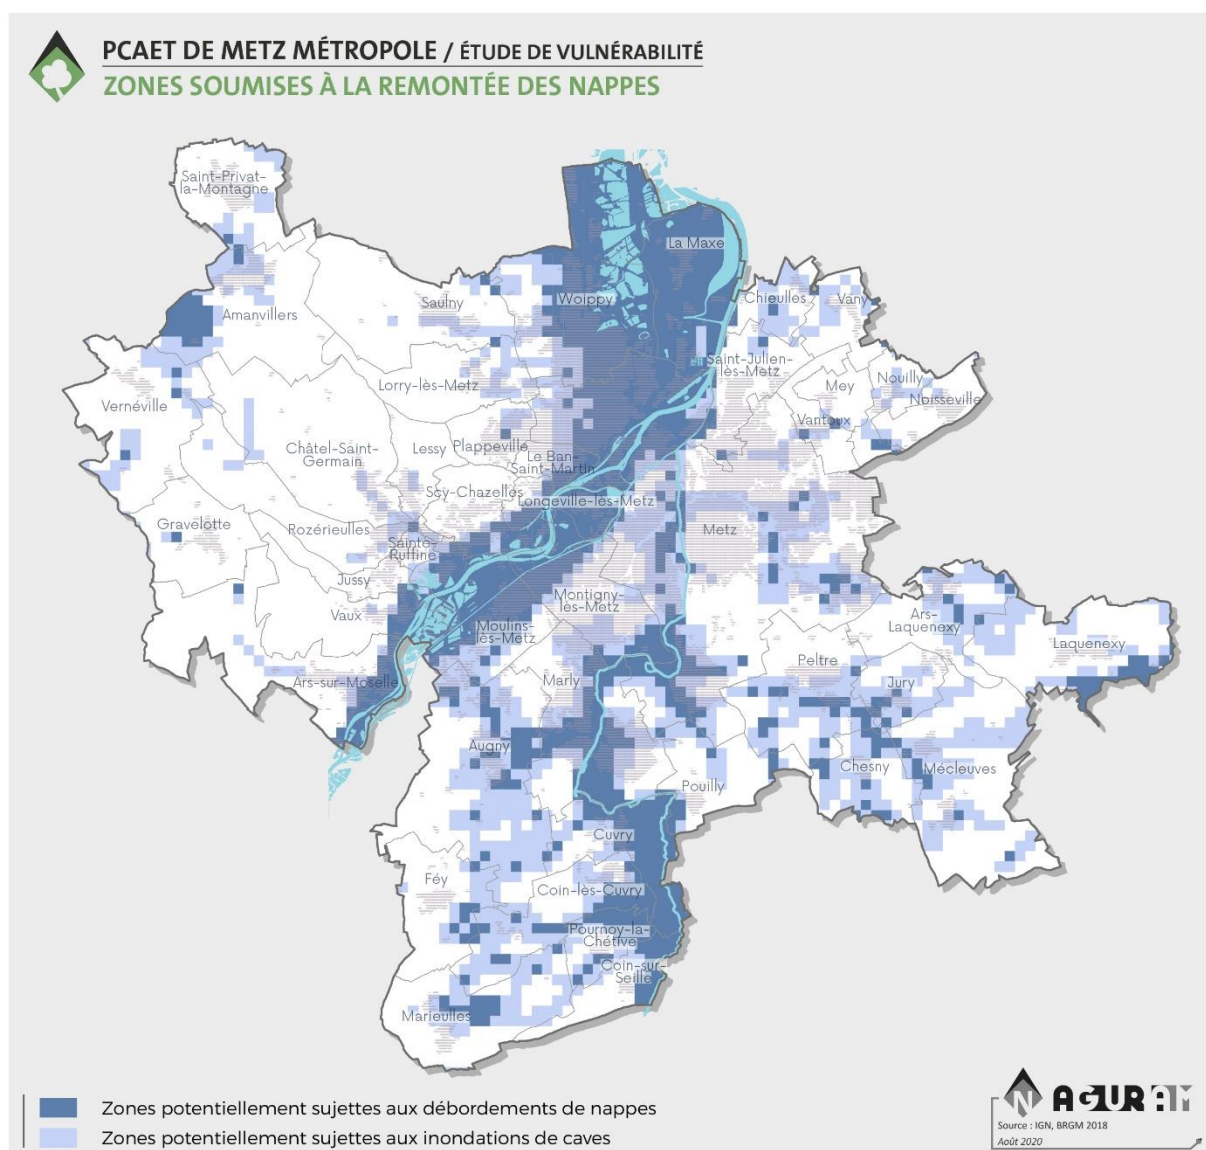 PCAET DE METZ MÉTROPOLE / ÉTUDE DE VULNÉRABILITÉ
ZONES SOUMISES À LA REMONTÉE DES NAPPES
Saint-Privat-
la-Montagne
La Maxe
Saulny
Woippy
Chieulles
Vany
Amanvillers
Saint-Julien-
lès-Metz
Lorry-lès-Metz
Mey
Nouilly
Noisseville
Vernéville
Vantoux
Châtel-Saint-
Germain
Lessy
Plappeville
Le Ban-
Saint-Martin
Scy-Chazelles
Longeville-lès-Metz
Gravelotte
Rozérieulles
Metz
Sainte-
Ruffine
Jussy
Montigny-
lès-Metz
Vaux
Moulins-
lès-Metz
Ars-
Laquenexy
Laquenexy
Peltre
Ars-sur-Moselle
Marly
Jury
Augny
Chesny
Mécleuves
Pouilly
Cuvry
Féy
Coin-lès-Cuvry
Pournoy-la-
Chétive
Coin-sur-
Seille
Marieulles
Zones potentiellement sujettes aux débordements de nappes
Zones potentiellement sujettes aux inondations de caves
N
AGURAM
Source : IGN, BRGM 2018
Août 2020